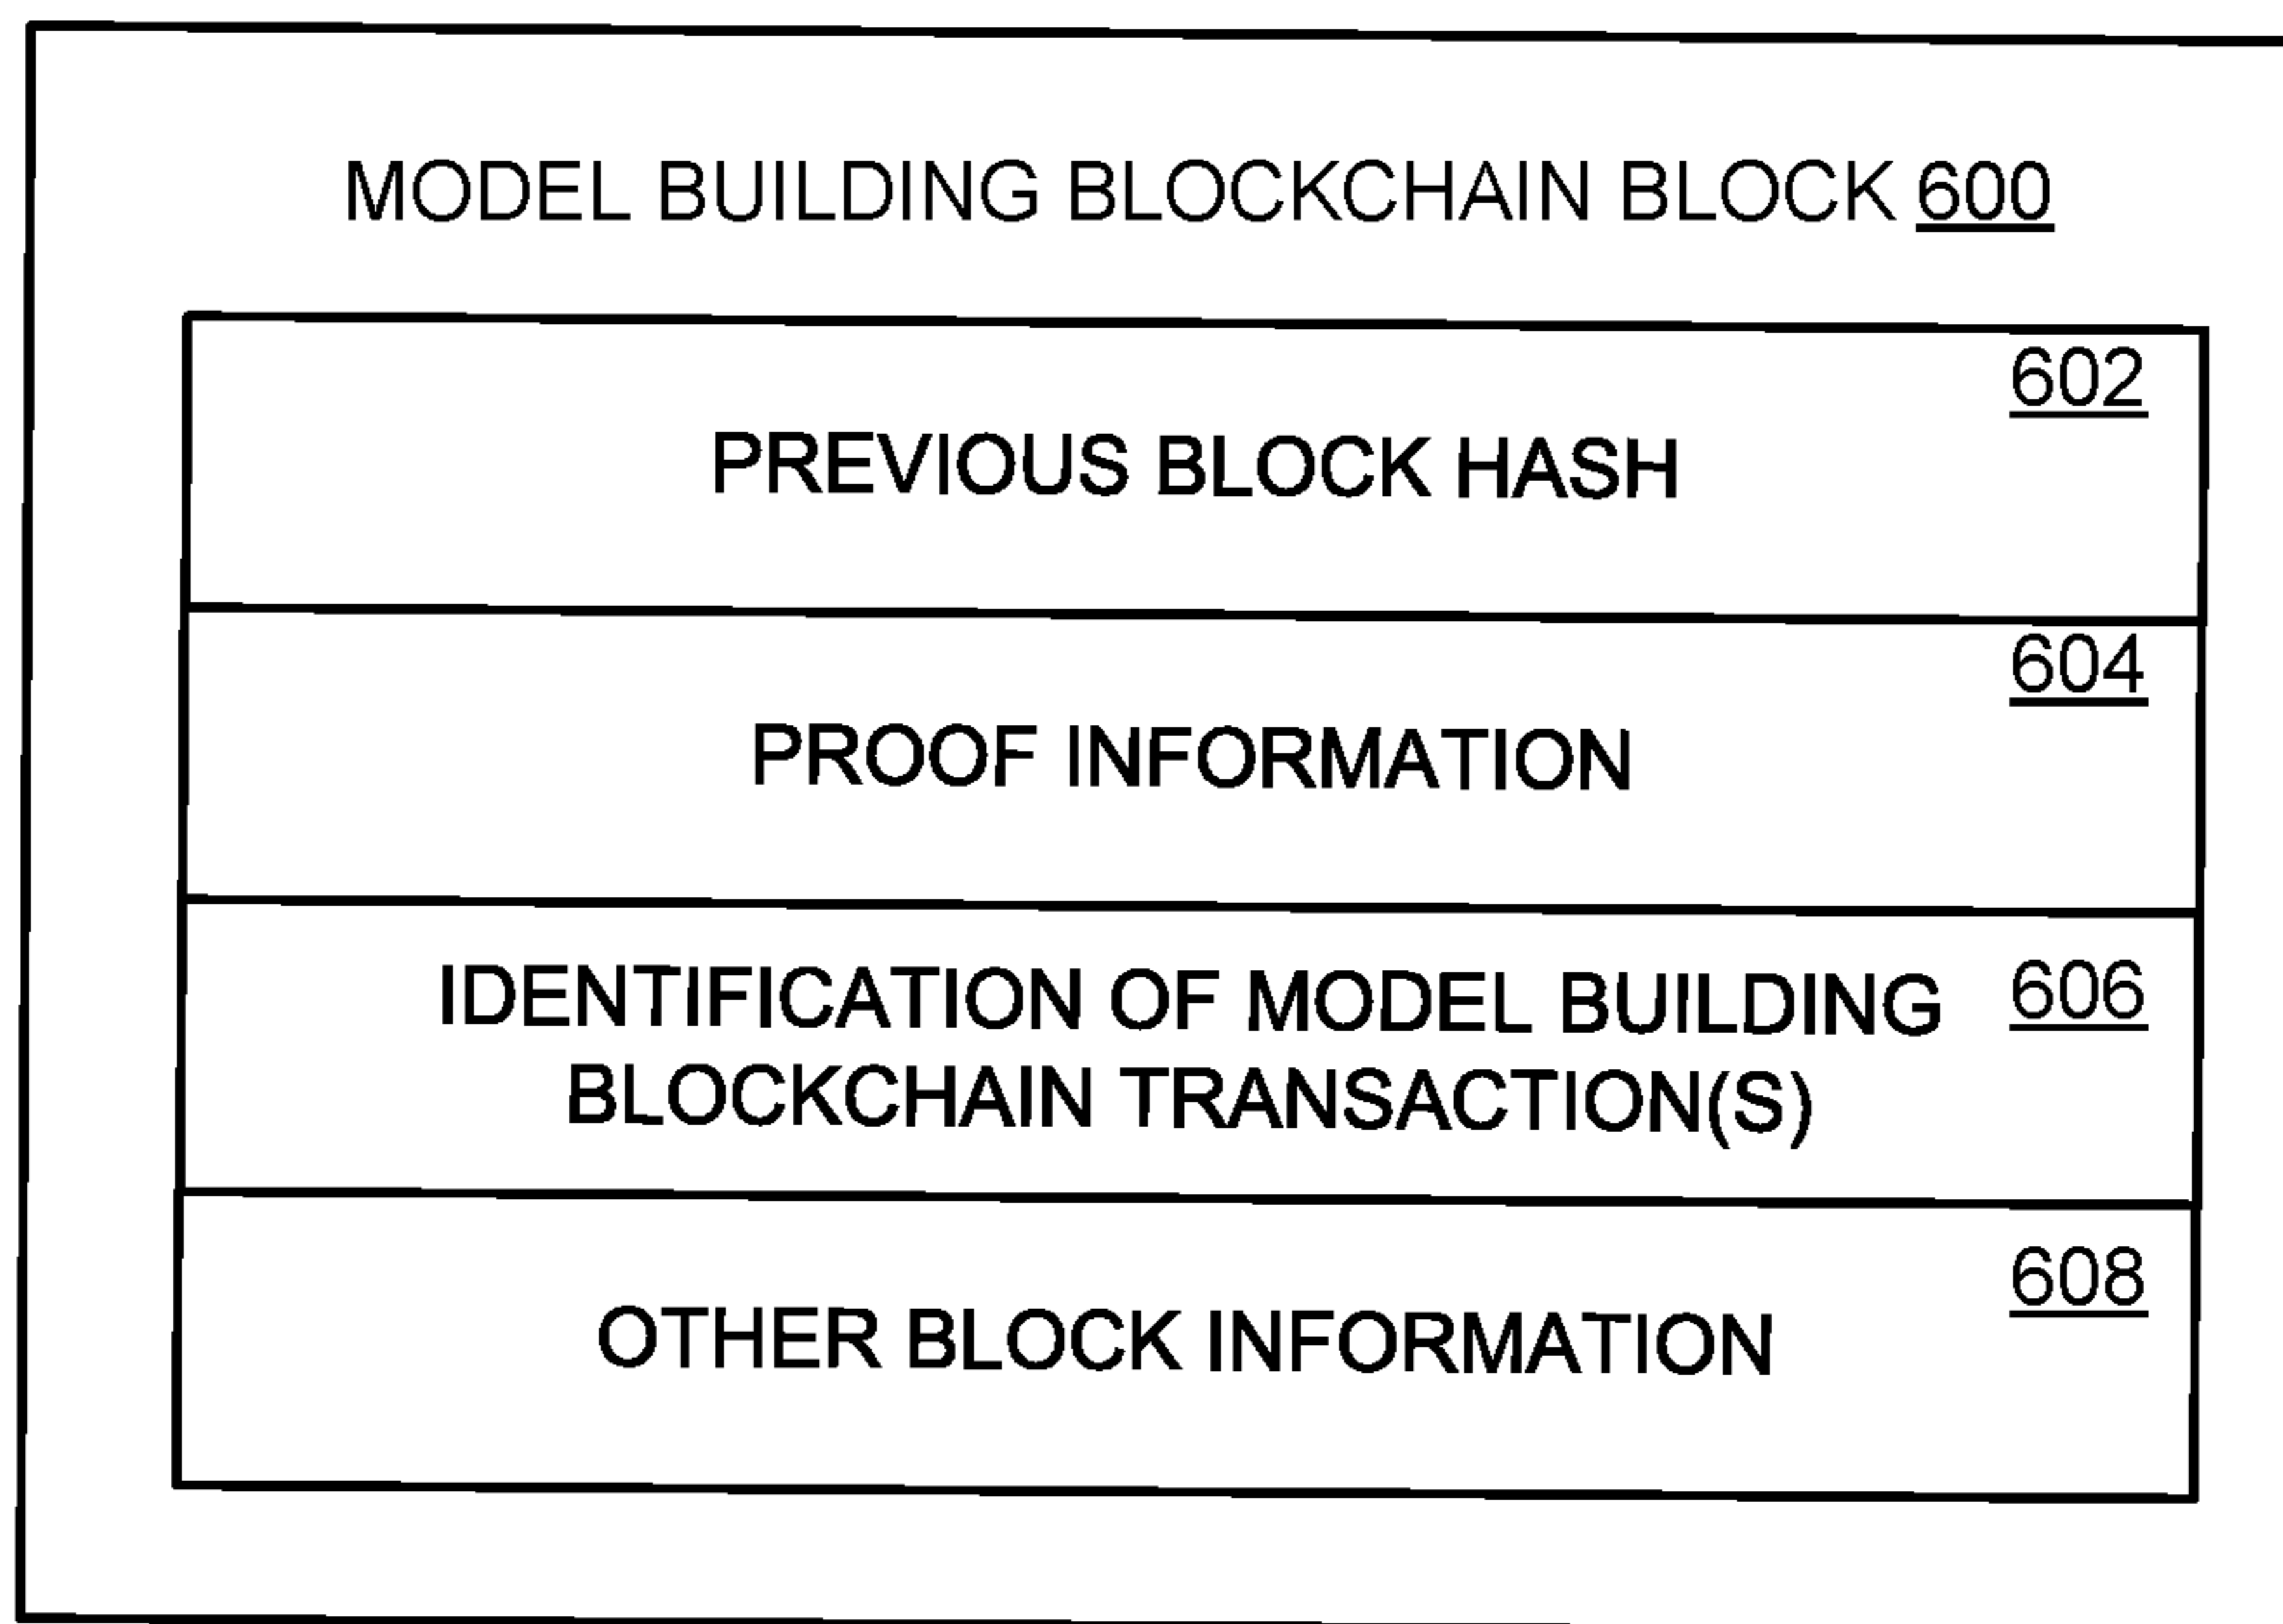 MODEL BUILDING BLOCKCHAIN BLOCK 600
602
PREVIOUS BLOCK HASH
604
PROOF INFORMATION
IDENTIFICATION OF MODEL BUILDING 606
BLOCKCHAIN TRANSACTION(S)
608
OTHER BLOCK INFORMATION